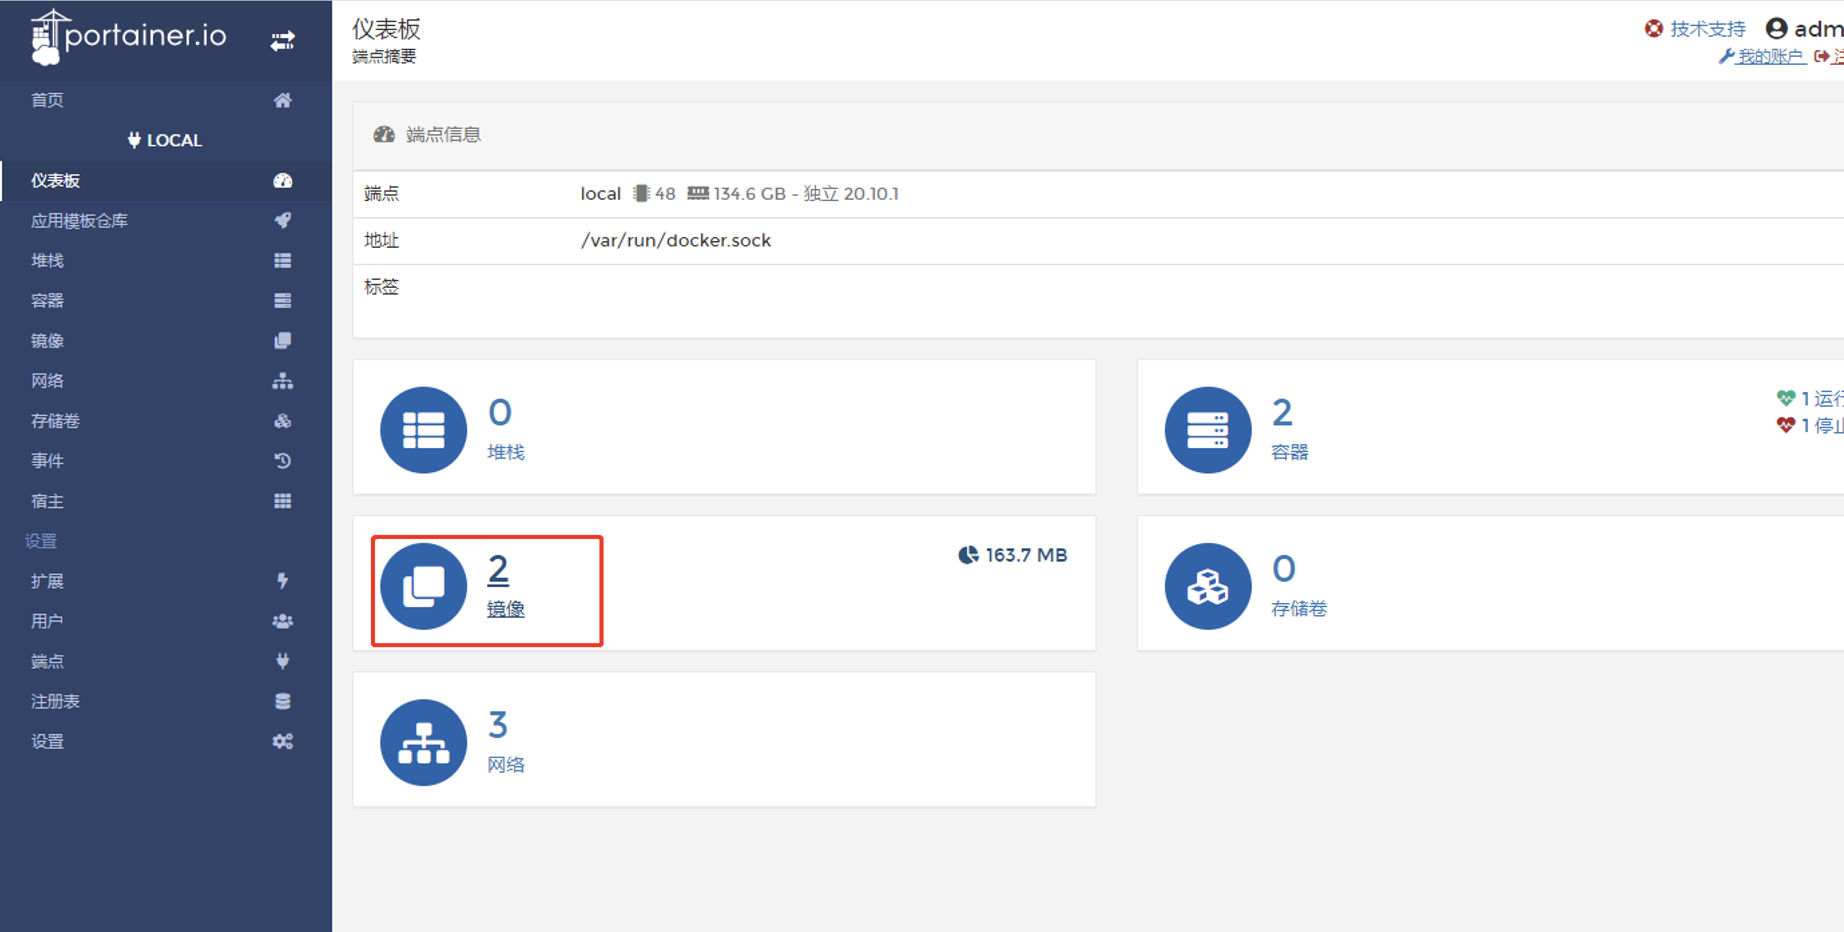 portainer.io
首页
LOCAL
仪表板
应用模板仓库
堆栈
容器
镜像
网络
存储卷
事件
宿主
设置
扩展
用户
端点
注册表
设置
仪表板
端点摘要
技术支持 adm
我的账户 注
端点信息
端点 local 48 134.6 GB - 独立 20.10.1
地址 /var/run/docker.sock
标签
0
堆栈
2
容器
1 运行
1 停止
2
镜像
163.7 MB
0
存储卷
3
网络